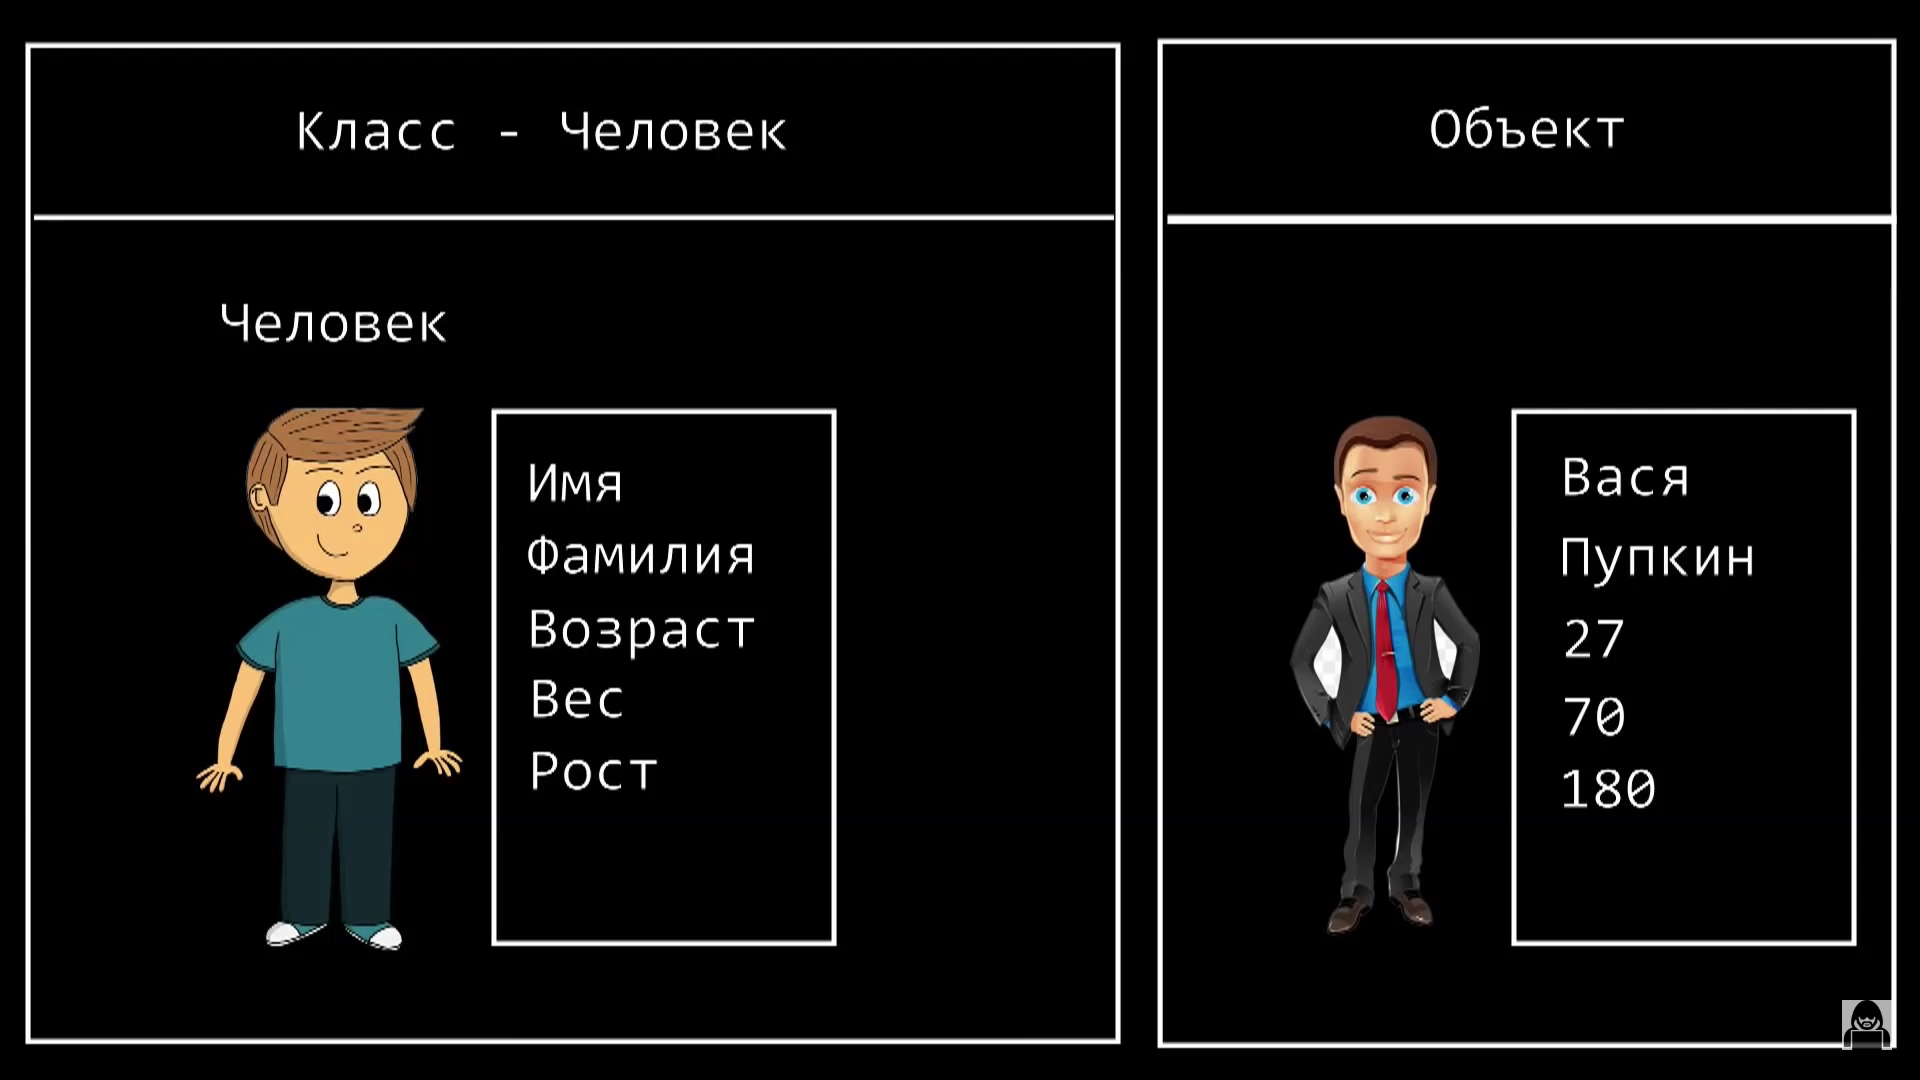 Класс - Человек
Объект
Человек
Имя
Фамилия
Возраст
Вес
Рост
Вася
Пупкин
27
70
180